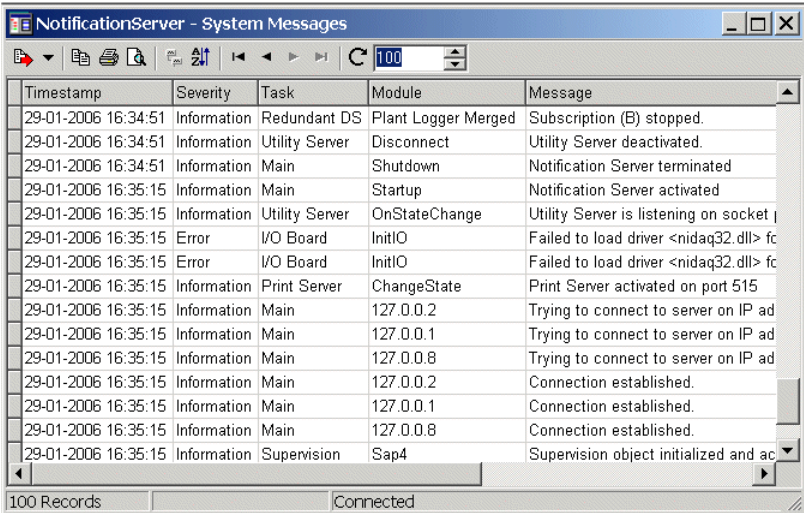 NotificationServer - System Messages
100
Timestamp Severity Task Module Message
29-01-2006 16:34:51 Information Redundant DS Plant Logger Merged Subscription (B) stopped.
29-01-2006 16:34:51 Information Utility Server Disconnect Utility Server deactivated.
29-01-2006 16:34:51 Information Main Shutdown Notification Server terminated
29-01-2006 16:35:15 Information Main Startup Notification Server activated
29-01-2006 16:35:15 Information Utility Server OnStateChange Utility Server is listening on socket
29-01-2006 16:35:15 Error I/O Board InitIO Failed to load driver <nidaq32.dll>
29-01-2006 16:35:15 Error I/O Board InitIO Failed to load driver <nidaq32.dll>
29-01-2006 16:35:15 Information Print Server ChangeState Print Server activated on port 515
29-01-2006 16:35:15 Information Main 127.0.0.2 Trying to connect to server on IP ad
29-01-2006 16:35:15 Information Main 127.0.0.1 Trying to connect to server on IP ad
29-01-2006 16:35:15 Information Main 127.0.0.8 Trying to connect to server on IP ad
29-01-2006 16:35:15 Information Main 127.0.0.2 Connection established.
29-01-2006 16:35:15 Information Main 127.0.0.1 Connection established.
29-01-2006 16:35:15 Information Main 127.0.0.8 Connection established.
29-01-2006 16:35:15 Information Supervision Sap4 Supervision object initialized and ac
100 Records Connected